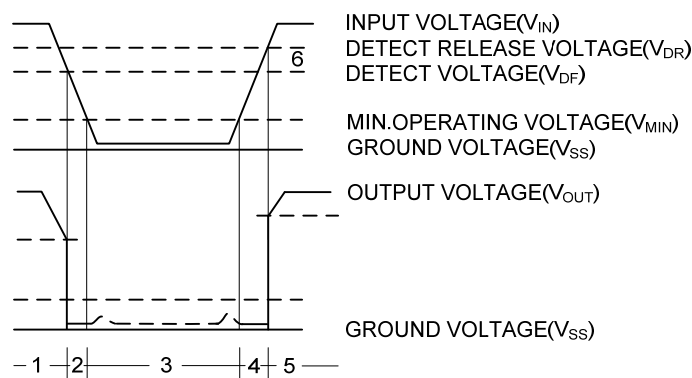 INPUT VOLTAGE(VIN)
DETECT RELEASE VOLTAGE(VDR)
6
DETECT VOLTAGE(VDF)
MIN.OPERATING VOLTAGE(VMIN)
GROUND VOLTAGE(VSS)
OUTPUT VOLTAGE(VOUT)
GROUND VOLTAGE(VSS)
1 2 3 4 5